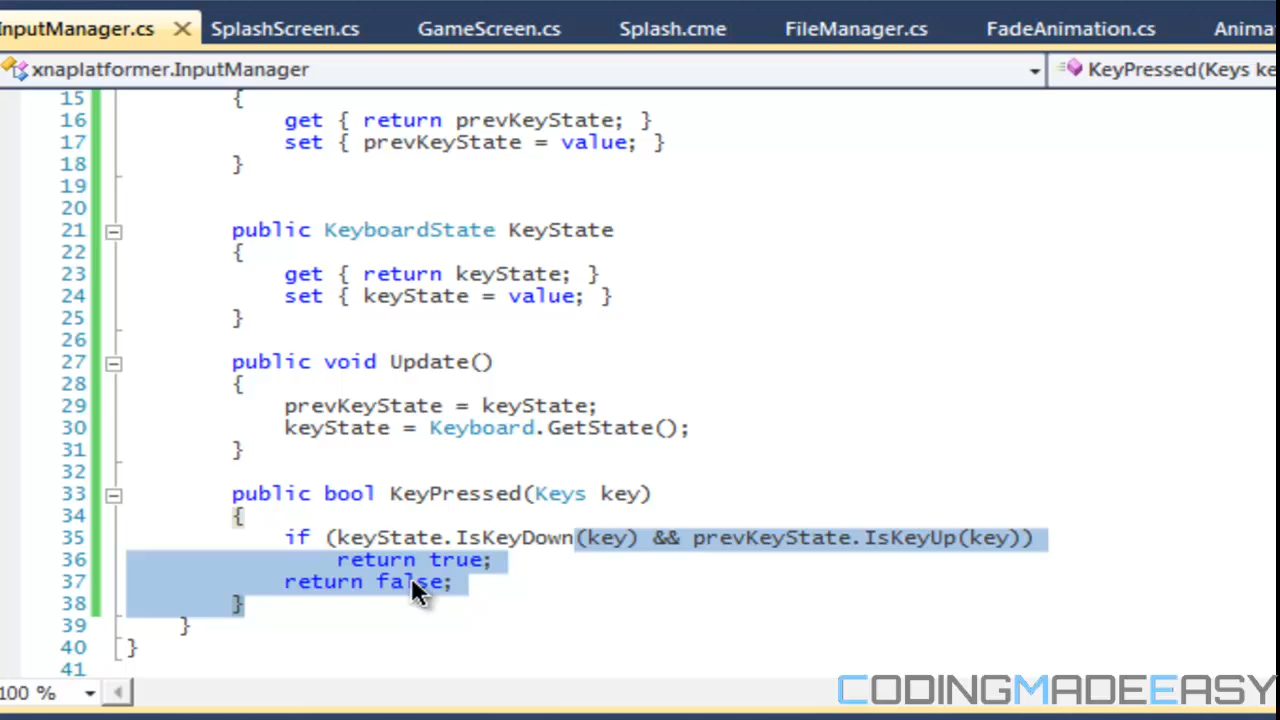 InputManager.cs SplashScreen.cs GameScreen.cs Splash.cme FileManager.cs FadeAnimation.cs Anima
xnaplatformer.InputManager KeyPressed(Keys ke
15 {
16 get { return prevKeyState; }
17 set { prevKeyState = value; }
18 }
19
20
21 public KeyboardState KeyState
22 {
23 get { return keyState; }
24 set { keyState = value; }
25 }
26
27 public void Update()
28 {
29 prevKeyState = keyState;
30 keyState = Keyboard.GetState();
31 }
32
33 public bool KeyPressed(Keys key)
34 {
35 if (keyState.IsKeyDown(key) && prevKeyState.IsKeyUp(key))
36 return true;
37 return false;
38 }
39 }
40 }
41
100 %
CODINGMADEEASY